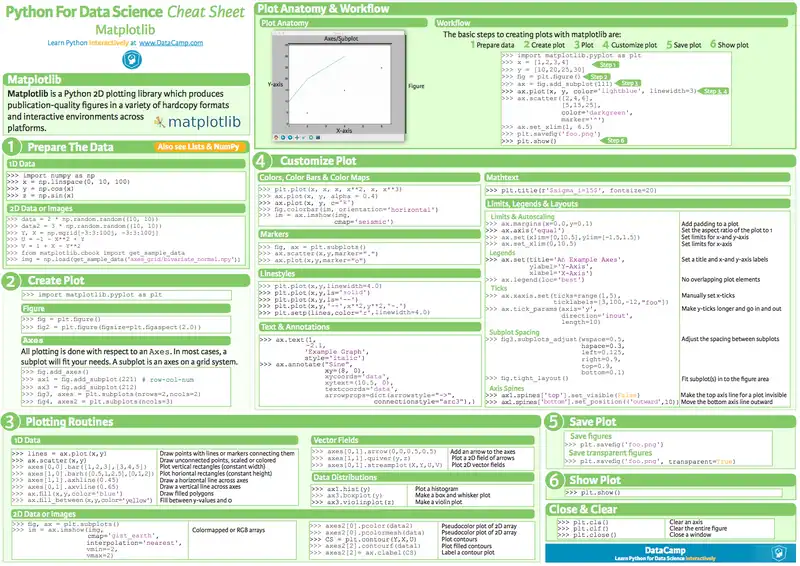 Python For Data Science Cheat Sheet
Matplotlib
Learn Python Interactively at www.DataCamp.com
Matplotlib
Matplotlib is a Python 2D plotting library which produces
publication-quality figures in a variety of hardcopy formats
and interactive environments across
platforms.
matplotlib
1 Prepare The Data
Also see Lists & NumPy
1D Data
>>> import numpy as np
>>> x = np.linspace(0, 10, 100)
>>> y = np.cos(x)
>>> z = np.sin(x)
2D Data or Images
>>> data = 2 * np.random.random((10, 10))
>>> data2 = 3 * np.random.random((10, 10))
>>> Y, X = np.mgrid[-3:3:100j, -3:3:100j]
>>> U = -1 - X**2 + Y
>>> V = 1 + X - Y**2
>>> from matplotlib.cbook import get_sample_data
>>> img = np.load(get_sample_data('axes_grid/bivariate_normal.npy'))
2 Create Plot
>>> import matplotlib.pyplot as plt
Figure
>>> fig = plt.figure()
>>> fig2 = plt.figure(figsize=plt.figaspect(2.0))
Axes
All plotting is done with respect to an Axes. In most cases, a
subplot will fit your needs. A subplot is an axes on a grid system.
>>> fig.add_axes()
>>> ax1 = fig.add_subplot(221) # row-col-num
>>> ax3 = fig.add_subplot(212)
>>> fig3, axes = plt.subplots(nrows=2,ncols=2)
>>> fig4, axes2 = plt.subplots(ncols=3)
Plot Anatomy & Workflow
Plot Anatomy
Axes/Subplot
Y-axis
X-axis
Figure
Workflow
The basic steps to creating plots with matplotlib are:
1 Prepare data 2 Create plot 3 Plot 4 Customize plot 5 Save plot 6 Show plot
>>> import matplotlib.pyplot as plt
>>> x = [1,2,3,4] Step 1
>>> y = [10,20,25,30]
>>> fig = plt.figure() Step 2
>>> ax = fig.add_subplot(111) Step 3
>>> ax.plot(x, y, color='lightblue', linewidth=3) Step 3, 4
>>> ax.scatter([2,4,6],
[5,15,25],
color='darkgreen',
marker='^')
>>> ax.set_xlim(1, 6.5)
>>> plt.savefig('foo.png')
>>> plt.show() Step 6
4 Customize Plot
Colors, Color Bars & Color Maps
>>> plt.plot(x, x, x, x**2, x, x**3)
>>> ax.plot(x, y, alpha = 0.4)
>>> ax.plot(x, y, c='k')
>>> fig.colorbar(im, orientation='horizontal')
>>> im = ax.imshow(img,
cmap='seismic')
Markers
>>> fig, ax = plt.subplots()
>>> ax.scatter(x,y,marker=".")
>>> ax.plot(x,y,marker="o")
Linestyles
>>> plt.plot(x,y,linewidth=4.0)
>>> plt.plot(x,y,ls='solid')
>>> plt.plot(x,y,ls='--')
>>> plt.plot(x,y,'--',x**2,y**2,'-.')
>>> plt.setp(lines,color='r',linewidth=4.0)
Text & Annotations
>>> ax.text(1,
-2.1,
'Example Graph',
style='italic')
>>> ax.annotate("Sine",
xy=(8, 0),
xycoords='data',
xytext=(10.5, 0),
textcoords='data',
arrowprops=dict(arrowstyle="->",
connectionstyle="arc3"),)
Mathtext
>>> plt.title(r'$sigma_i=15$', fontsize=20)
Limits, Legends & Layouts
Limits & Autoscaling
>>> ax.margins(x=0.0,y=0.1) Add padding to a plot
>>> ax.axis('equal') Set the aspect ratio of the plot to 1
>>> ax.set(xlim=[0,10.5],ylim=[-1.5,1.5]) Set limits for x-and y-axis
>>> ax.set_xlim(0,10.5) Set limits for x-axis
Legends
>>> ax.set(title='An Example Axes', Set a title and x-and y-axis labels
ylabel='Y-Axis',
xlabel='X-Axis')
>>> ax.legend(loc='best') No overlapping plot elements
Ticks
>>> ax.xaxis.set(ticks=range(1,5), Manually set x-ticks
ticklabels=[3,100,-12,"foo"])
>>> ax.tick_params(axis='y', Make y-ticks longer and go in and out
direction='inout',
length=10)
Subplot Spacing
>>> fig3.subplots_adjust(wspace=0.5, Adjust the spacing between subplots
hspace=0.3,
left=0.125,
right=0.9,
top=0.9,
bottom=0.1)
>>> fig.tight_layout() Fit subplot(s) in to the figure area
Axis Spines
>>> ax1.spines['top'].set_visible(False) Make the top axis line for a plot invisible
>>> ax1.spines['bottom'].set_position(('outward',10)) Move the bottom axis line outward
3 Plotting Routines
1D Data
>>> lines = ax.plot(x,y) Draw points with lines or markers connecting them
>>> ax.scatter(x,y) Draw unconnected points, scaled or colored
>>> axes[0,0].bar([1,2,3],[3,4,5]) Plot vertical rectangles (constant width)
>>> axes[1,0].barh([0.5,1,2.5],[0,1,2]) Plot horizontal rectangles (constant height)
>>> axes[1,1].axhline(0.45) Draw a horizontal line across axes
>>> axes[0,1].axvline(0.65) Draw a vertical line across axes
>>> ax.fill(x,y,color='blue') Draw filled polygons
>>> ax.fill_between(x,y,color='yellow') Fill between y-values and 0
2D Data or Images
>>> fig, ax = plt.subplots()
>>> im = ax.imshow(img, Colormapped or RGB arrays
cmap='gist_earth',
interpolation='nearest',
vmin=-2,
vmax=2)
Vector Fields
>>> axes[0,1].arrow(0,0,0.5,0.5) Add an arrow to the axes
>>> axes[1,1].quiver(y,z) Plot a 2D field of arrows
>>> axes[0,1].streamplot(X,Y,U,V) Plot 2D vector fields
Data Distributions
>>> ax1.hist(y) Plot a histogram
>>> ax3.boxplot(y) Make a box and whisker plot
>>> ax3.violinplot(z) Make a violin plot
>>> axes2[0].pcolor(data2) Pseudocolor plot of 2D array
>>> axes2[0].pcolormesh(data) Pseudocolor plot of 2D array
>>> CS = plt.contour(Y,X,U) Plot contours
>>> axes2[2].contourf(data1) Plot filled contours
>>> axes2[2]= ax.clabel(CS) Label a contour plot
5 Save Plot
Save figures
>>> plt.savefig('foo.png')
Save transparent figures
>>> plt.savefig('foo.png', transparent=True)
6 Show Plot
>>> plt.show()
Close & Clear
>>> plt.cla() Clear an axis
>>> plt.clf() Clear the entire figure
>>> plt.close() Close a window
DataCamp
Learn Python for Data Science Interactively